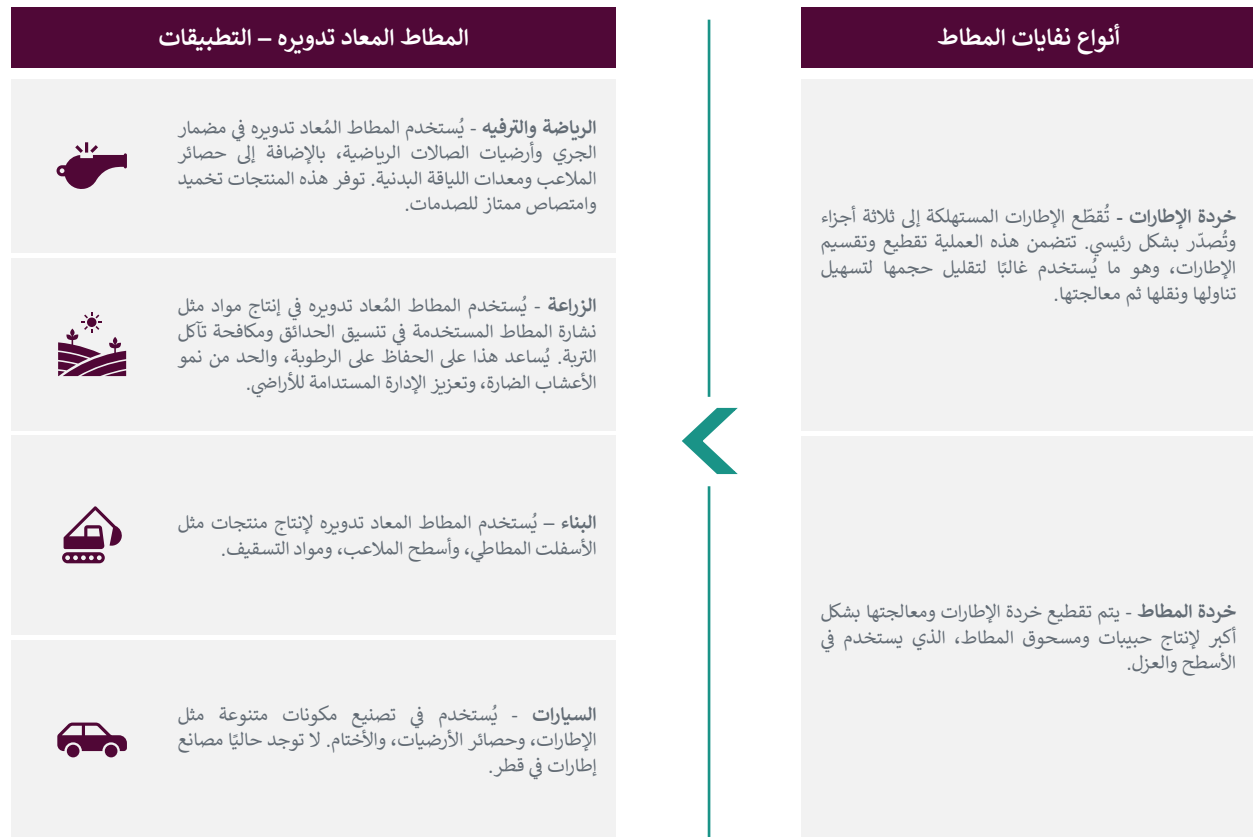 أنواع نفايات المطاط
خردة الإطارات - تُقطّع الإطارات المستهلكة إلى ثلاثة أجزاء
وتُصدّر بشكل رئيسي. تتضمن هذه العملية تقطيع وتقسيم
الإطارات، وهو ما يُستخدم غالبًا لتقليل حجمها لتسهيل
تناولها ونقلها ثم معالجتها.
خردة المطاط - يتم تقطيع خردة الإطارات ومعالجتها بشكل
أكبر لإنتاج حبيبات ومسحوق المطاط، الذي يستخدم في
الأسطح والعزل.
المطاط المعاد تدويره – التطبيقات
الرياضة والترفيه - يُستخدم المطاط المُعاد تدويره في مضمار
الجري وأرضيات الصالات الرياضية، بالإضافة إلى حصائر
الملاعب ومعدات اللياقة البدنية. توفر هذه المنتجات تخميد
وامتصاص ممتاز للصدمات.
الزراعة - يُستخدم المطاط المُعاد تدويره في إنتاج مواد مثل
نشارة المطاط المستخدمة في تنسيق الحدائق ومكافحة تآكل
التربة. يُساعد هذا على الحفاظ على الرطوبة، والحد من نمو
الأعشاب الضارة، وتعزيز الإدارة المستدامة للأراضي.
البناء – يُستخدم المطاط المعاد تدويره لإنتاج منتجات مثل
الأسفلت المطاطي، وأسطح الملاعب، ومواد التسقيف.
السيارات - يُستخدم في تصنيع مكونات متنوعة مثل
الإطارات، وحصائر الأرضيات، والأختام. لا توجد حاليًا مصانع
إطارات في قطر.